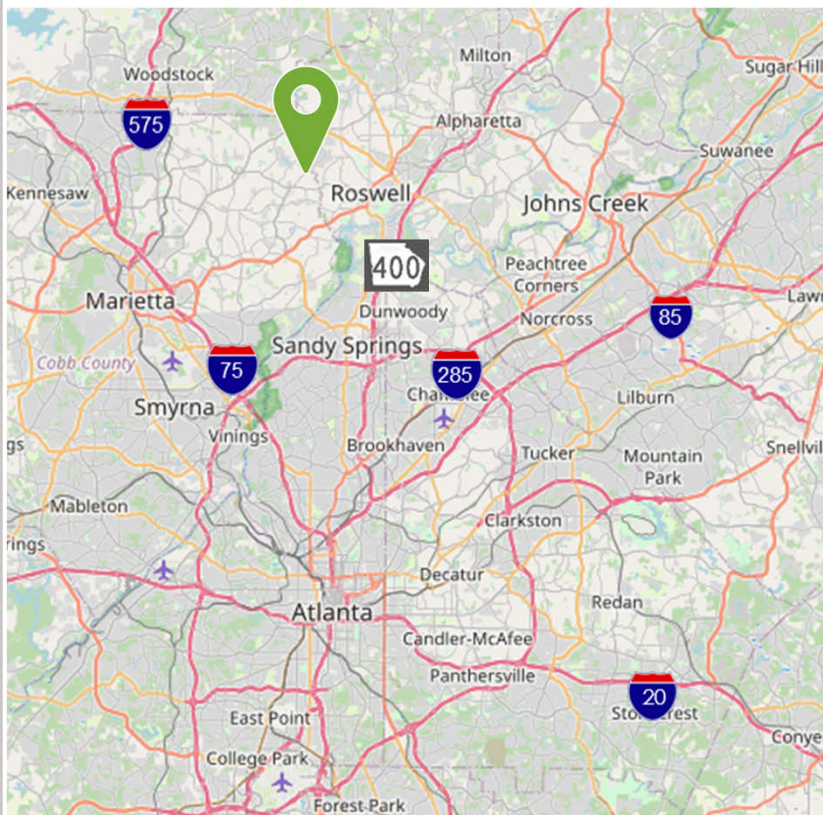 Milton
Woodstock
Sugar Hill
575
Alpharetta
Suwanee
Kennesaw
Roswell
Johns Creek
400
Peachtree
Corners
Marietta
Dunwoody
85
Norcross
Sandy Springs
Cobb County
75
285
Smyrna
Lilburn
Vinings
Brookhaven
Tucker
Mountain
Park
Mableton
Clarkston
Decatur
Redan
Atlanta
Candler-McAfee
Panthersville
20
East Point
College Park
Forest Park